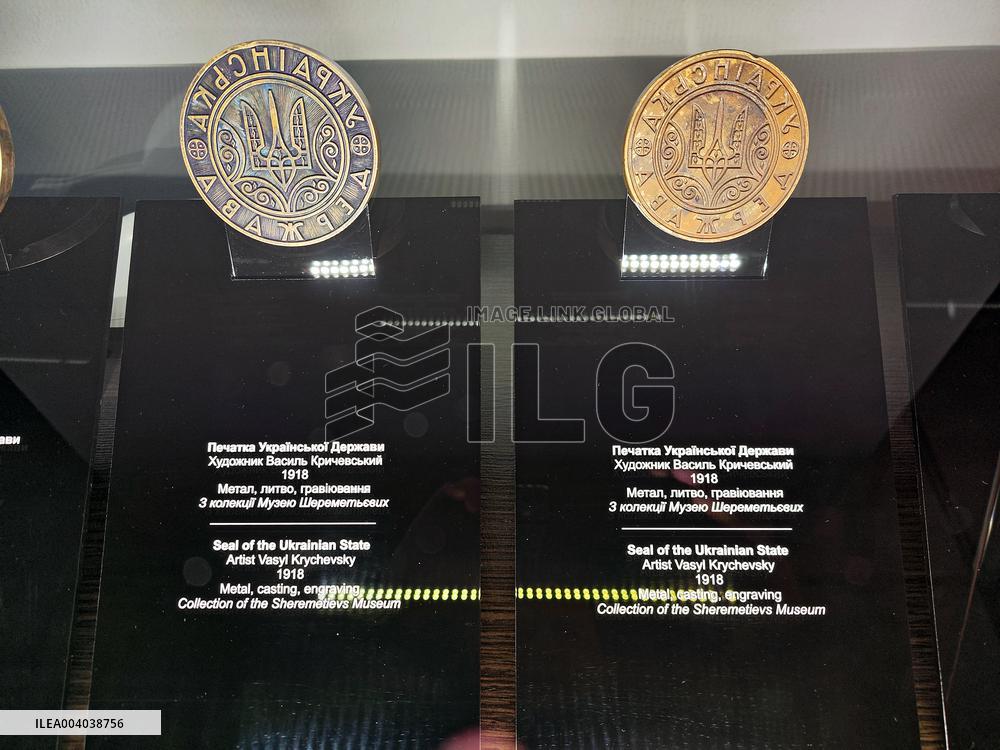 УКРАІНСЬКА ДЕРЖАВА
УКРАІНСЬКА ДЕРЖАВА
IMAGE LINK GLOBAL
ILG
ави
Печатка Української Держави
Художник Василь Кричевський
1918
Метал, литво, гравіювання
З колекції Музею Шереметьєвих
Seal of the Ukrainian State
Artist Vasyl Krychevsky
1918
Metal, casting, engraving
Collection of the Sheremetievs Museum
Печатка Української Держави
Художник Василь Кричевський
1918
Метал, литво, гравіювання
З колекції Музею Шереметьєвих
Seal of the Ukrainian State
Artist Vasyl Krychevsky
1918
Metal, casting, engraving
Collection of the Sheremetievs Museum
ILEA004038756